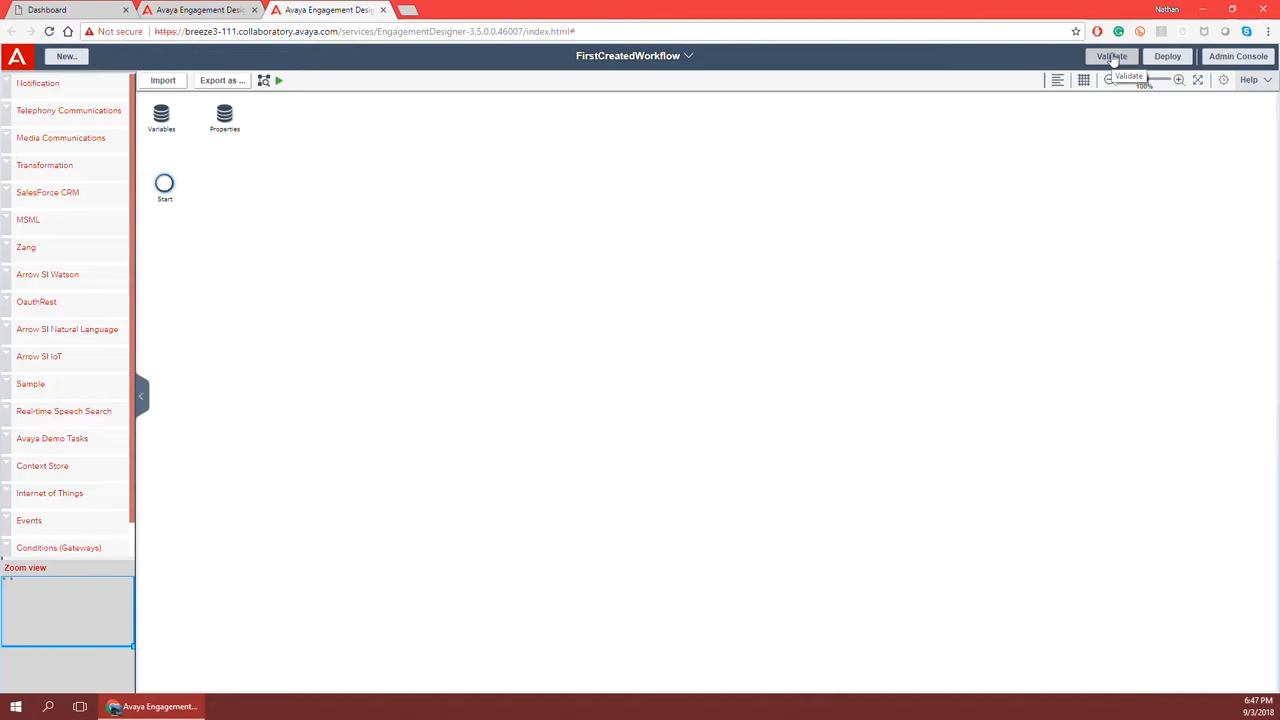 Dashboard
Avaya Engagement Desi
Avaya Engagement Desi
Nathan
Not secure
https://breeze3-111.collaboratory.avaya.com/services/EngagementDesigner-3.5.0.0.46007/index.html#
New..
FirstCreatedWorkflow
Validate
Deploy
Admin Console
Import
Export as ...
Validate
100%
Help
Notification
Telephony Communications
Media Communications
Transformation
SalesForce CRM
MSML
Zang
Arrow SI Watson
OauthRest
Arrow SI Natural Language
Arrow SI IoT
Sample
Real-time Speech Search
Avaya Demo Tasks
Context Store
Internet of Things
Events
Conditions (Gateways)
Zoom view
Variables
Properties
Start
Avaya Engagement...
6:47 PM
9/3/2018